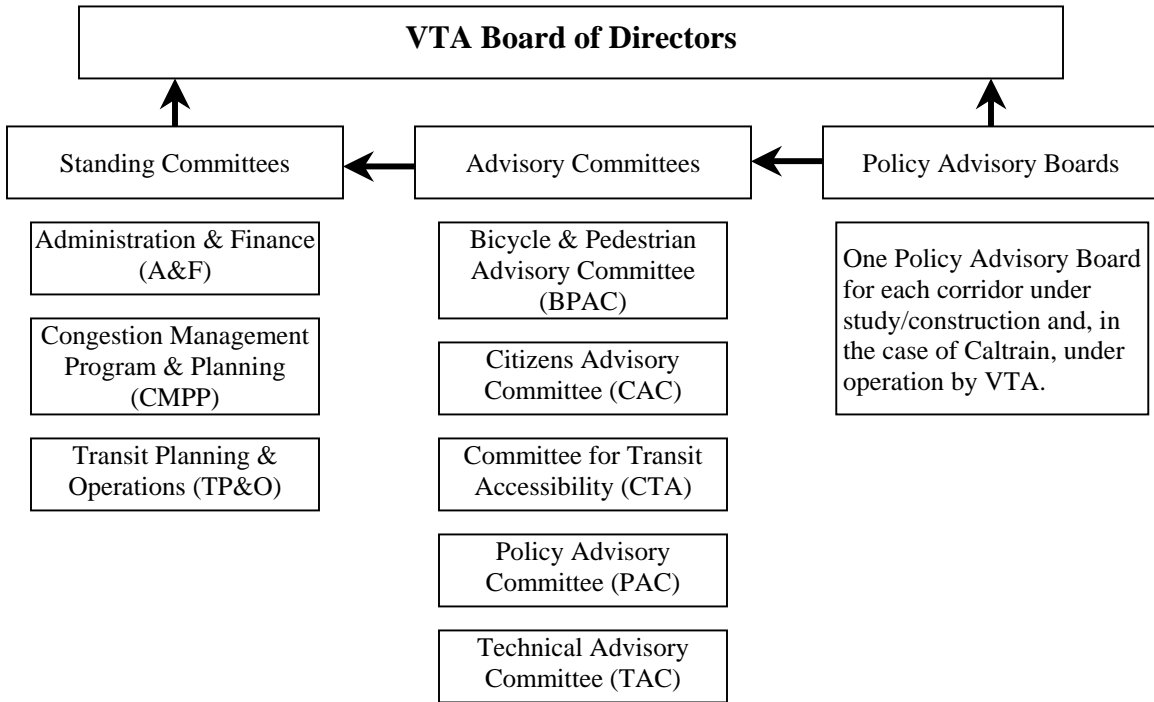 VTA Board of Directors
Standing Committees
Advisory Committees
Policy Advisory Boards
Administration & Finance
(A&F)
Congestion Management
Program & Planning
(CMPP)
Transit Planning &
Operations (TP&O)
Bicycle & Pedestrian
Advisory Committee
(BPAC)
Citizens Advisory
Committee (CAC)
Committee for Transit
Accessibility (CTA)
Policy Advisory
Committee (PAC)
Technical Advisory
Committee (TAC)
One Policy Advisory Board
for each corridor under
study/construction and, in
the case of Caltrain, under
operation by VTA.